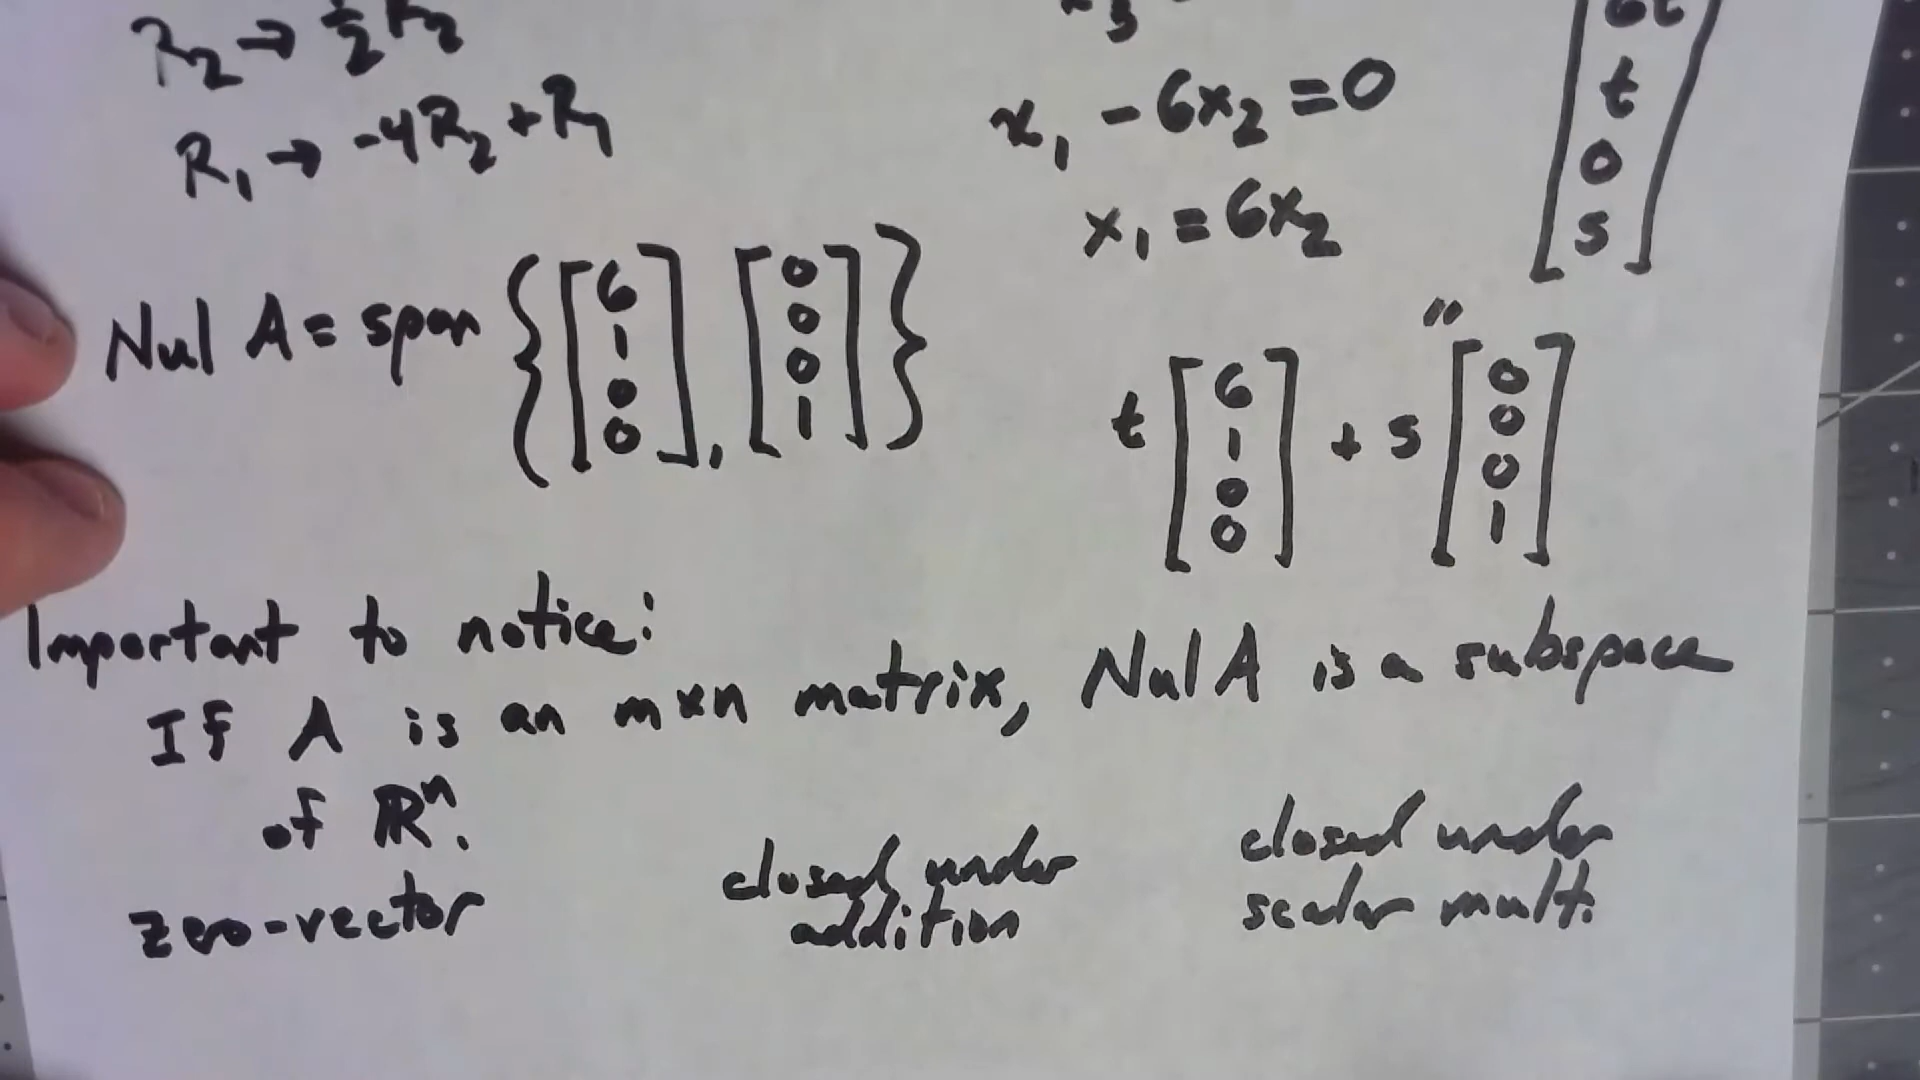 R₂ → ½R₂
R₁ → -4R₂ + R₁
x₁ - 6x₂ = 0
x₁ = 6x₂
[6t
t
0
s]
Nul A = span {[6 1 0 0], [0 0 0 1]}
"
t [6 1 0 0] + s [0 0 0 1]
Important to notice:
If A is an m×n matrix, Nul A is a subspace
of ℝⁿ.
zero-vector
closed under
addition
closed under
scalar mult.